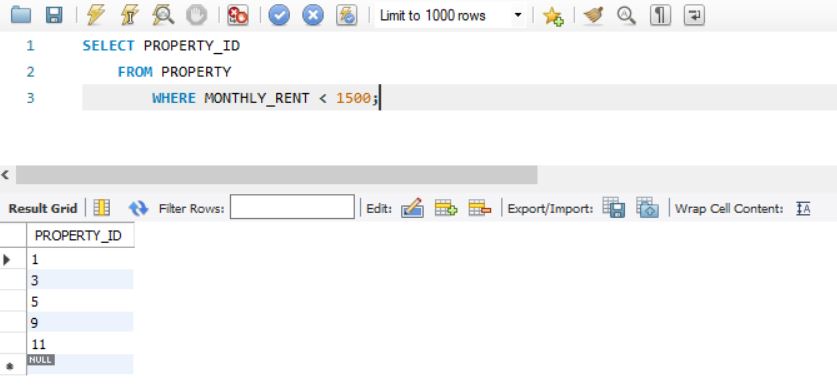 Limit to 1000 rows
1 SELECT PROPERTY_ID
2 FROM PROPERTY
3 WHERE MONTHLY_RENT < 1500;
Result Grid Filter Rows: Edit: Export/Import: Wrap Cell Content: IA
PROPERTY_ID
1
3
5
9
11
NULL